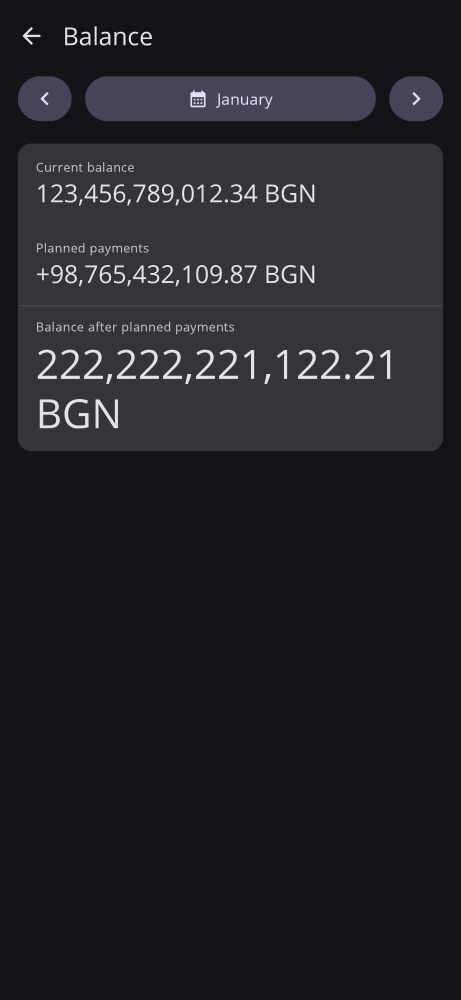 Balance
January
Current balance
123,456,789,012.34 BGN
Planned payments
+98,765,432,109.87 BGN
Balance after planned payments
222,222,221,122.21
BGN